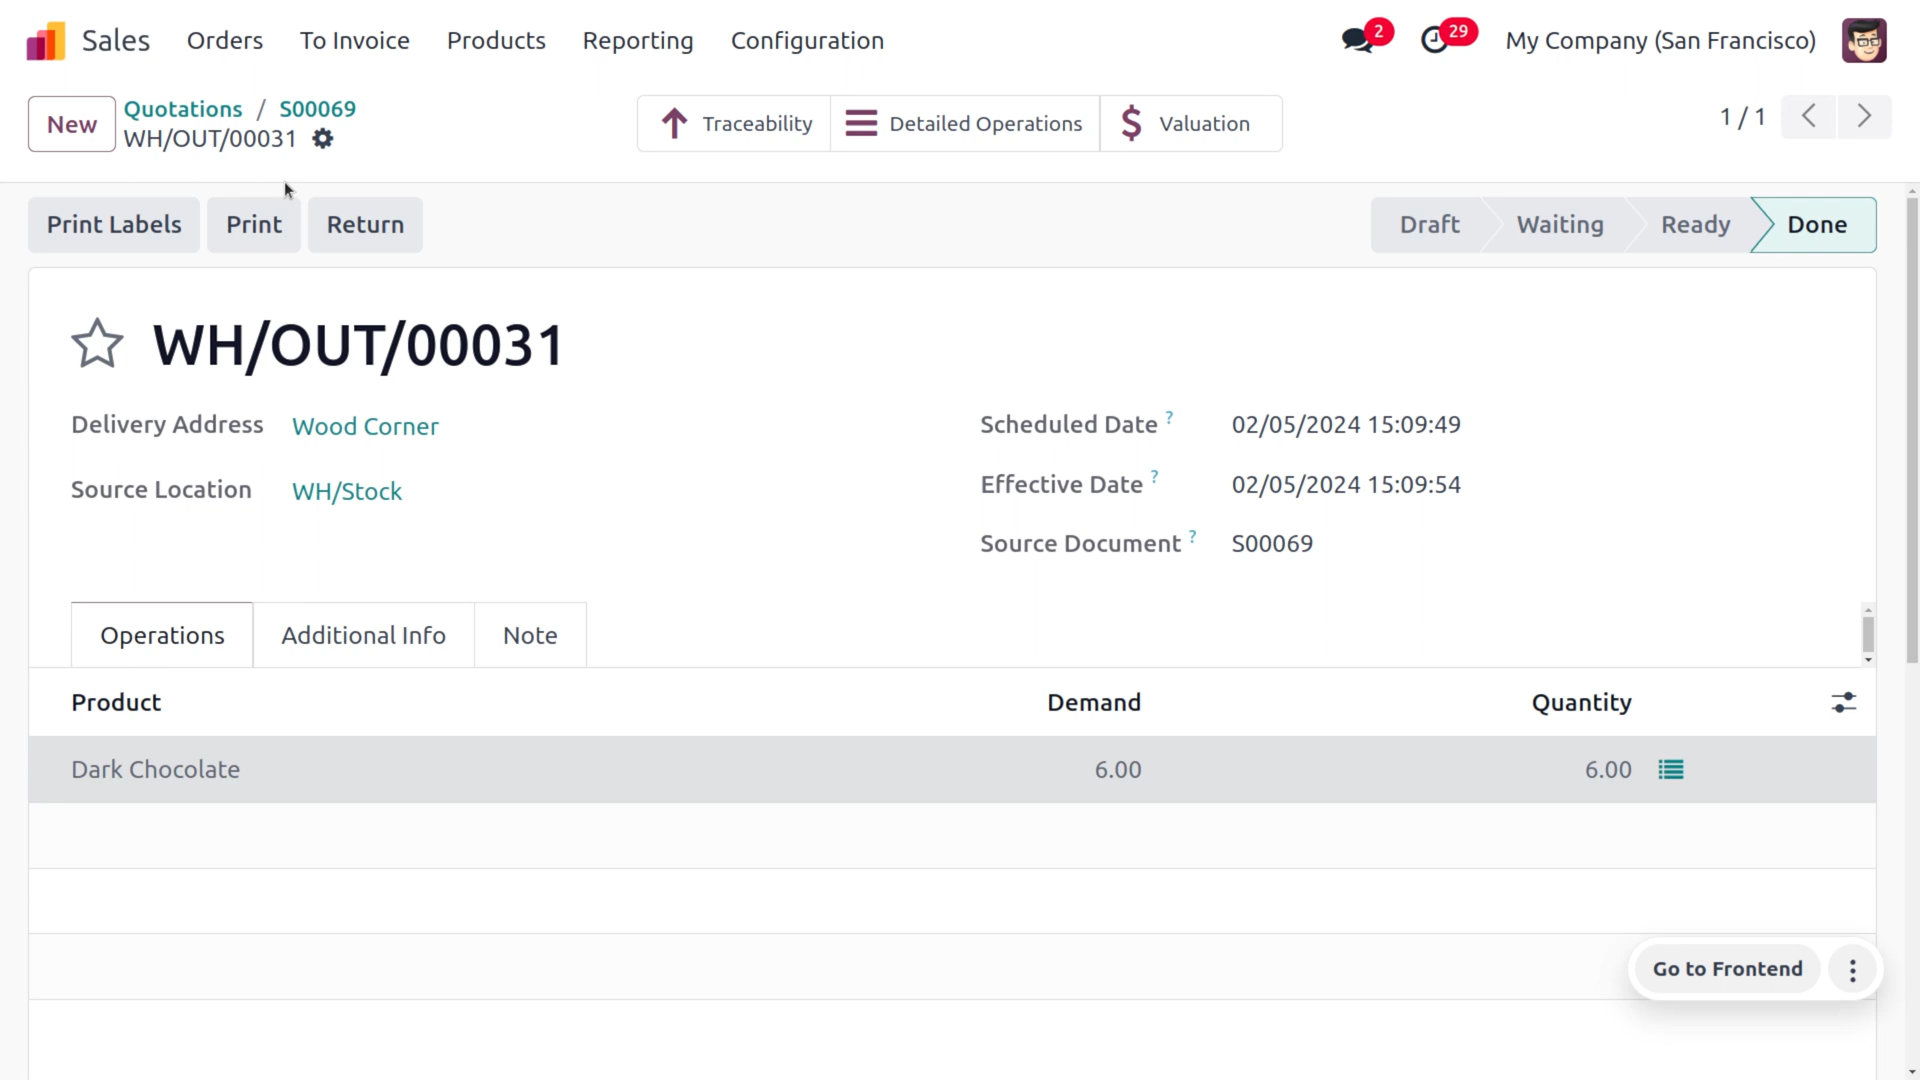 Sales Orders To Invoice Products Reporting Configuration 2 29 My Company (San Francisco)
New Quotations / S00069
WH/OUT/00031
Traceability Detailed Operations $ Valuation 1 / 1
Print Labels Print Return Draft Waiting Ready Done
WH/OUT/00031
Delivery Address Wood Corner
Source Location WH/Stock
Scheduled Date ? 02/05/2024 15:09:49
Effective Date ? 02/05/2024 15:09:54
Source Document ? S00069
Operations Additional Info Note
Product Demand Quantity
Dark Chocolate 6.00 6.00
Go to Frontend